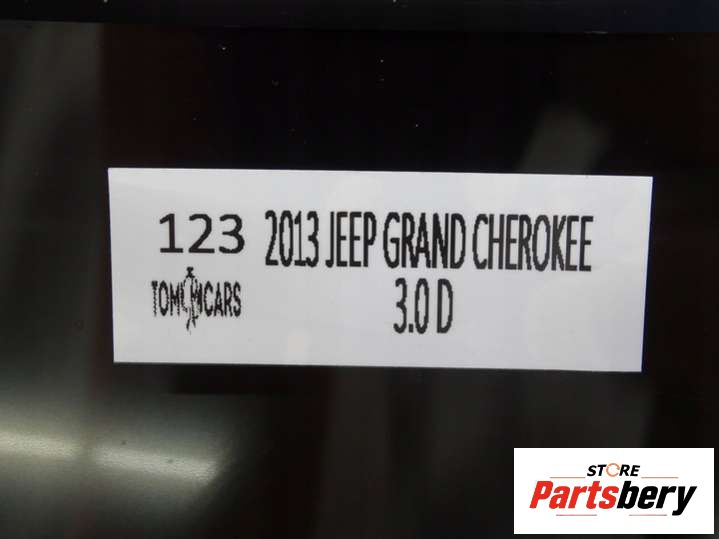 123 2013 JEEP GRAND CHEROKEE
TOM CARS 3.0 D
STORE
Partsbery